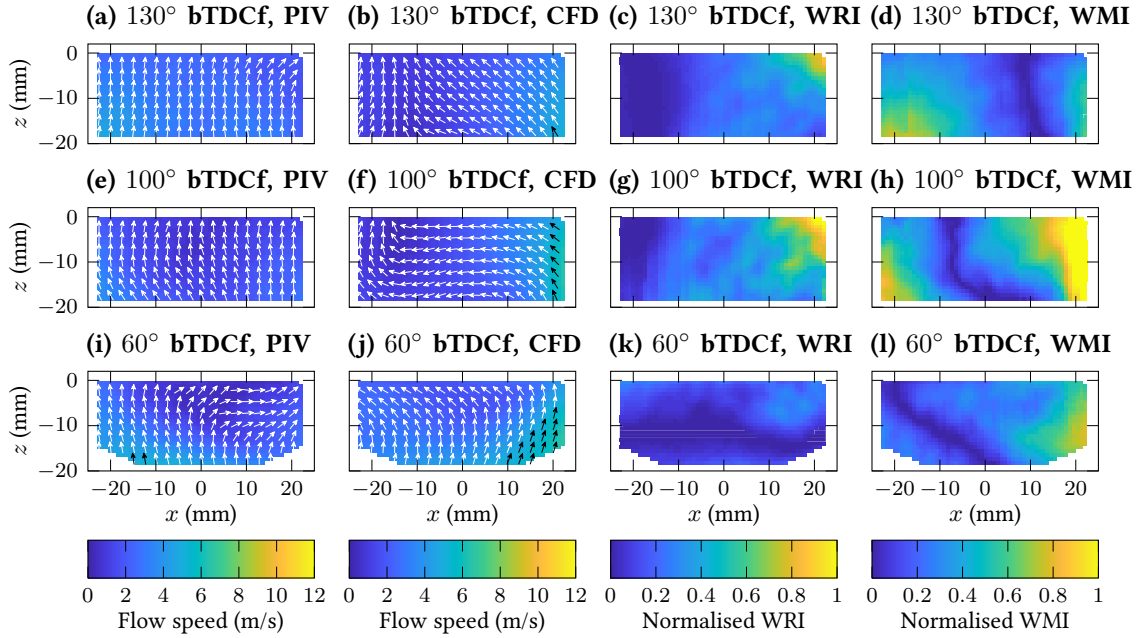 (a) 130° bTDCf, PIV (b) 130° bTDCf, CFD (c) 130° bTDCf, WRI (d) 130° bTDCf, WMI
0
−10
−20
z (mm)
(e) 100° bTDCf, PIV (f) 100° bTDCf, CFD (g) 100° bTDCf, WRI (h) 100° bTDCf, WMI
0
−10
−20
z (mm)
(i) 60° bTDCf, PIV (j) 60° bTDCf, CFD (k) 60° bTDCf, WRI (l) 60° bTDCf, WMI
0
−10
−20
z (mm)
−20 −10 0 10 20 −20 −10 0 10 20 −20 −10 0 10 20 −20 −10 0 10 20
x (mm) x (mm) x (mm) x (mm)
0 2 4 6 8 10 12 0 2 4 6 8 10 12 0 0.2 0.4 0.6 0.8 1 0 0.2 0.4 0.6 0.8 1
Flow speed (m/s) Flow speed (m/s) Normalised WRI Normalised WMI